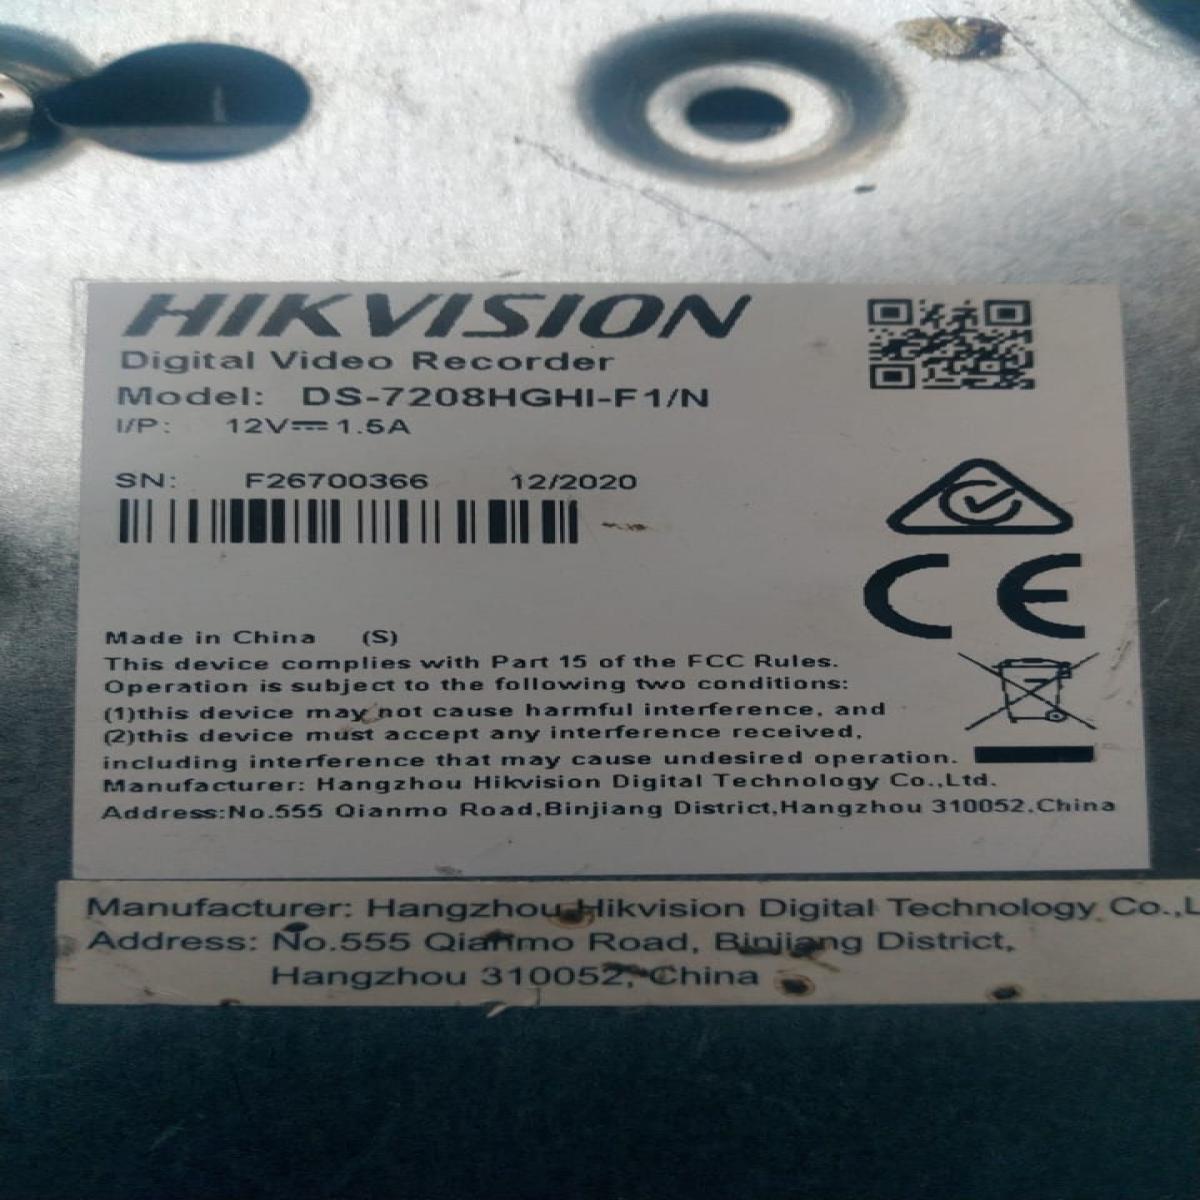 HIKVISION
Digital Video Recorder
Model: DS-7208HGHI-F1/N
I/P: 12V⎓1.5A
SN: F26700366 12/2020
Made in China (S)
This device complies with Part 15 of the FCC Rules.
Operation is subject to the following two conditions:
(1)this device may not cause harmful interference, and
(2)this device must accept any interference received,
including interference that may cause undesired operation.
Manufacturer: Hangzhou Hikvision Digital Technology Co.,Ltd.
Address:No.555 Qianmo Road,Binjiang District,Hangzhou 310052,China
CE
Manufacturer: Hangzhou Hikvision Digital Technology Co.,L
Address: No.555 Qianmo Road, Binjiang District,
Hangzhou 310052, China